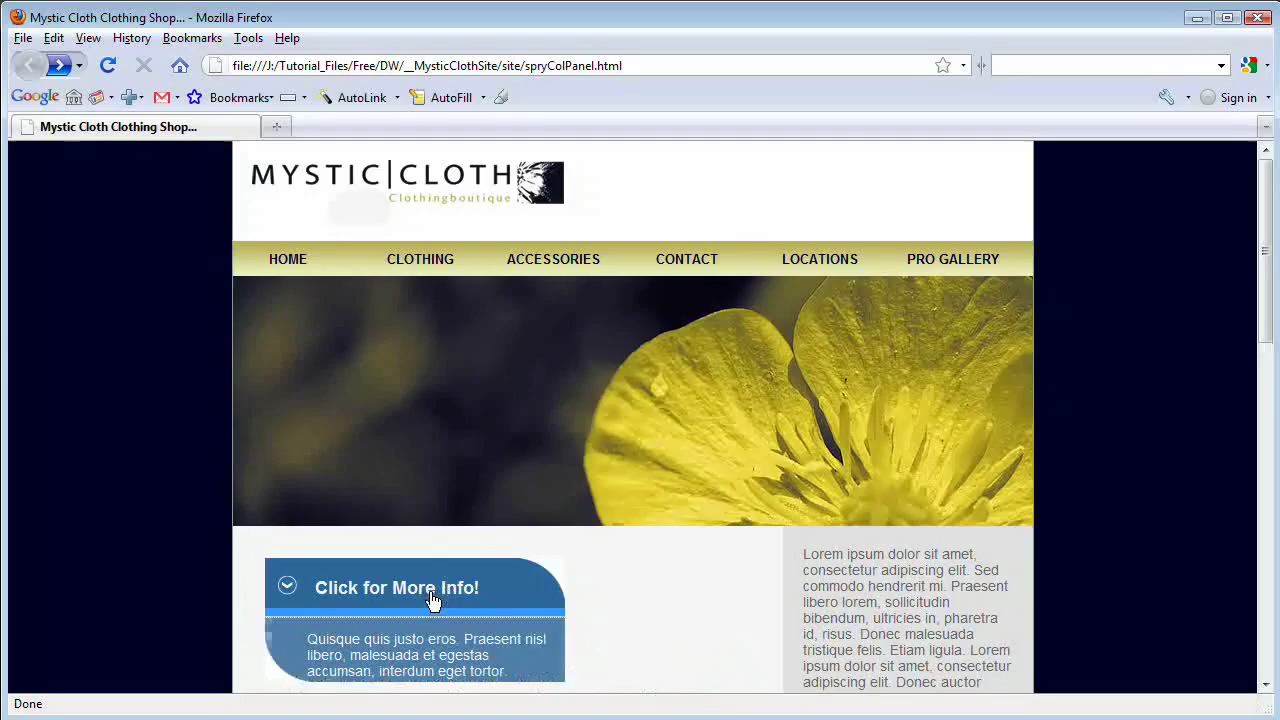 Mystic Cloth Clothing Shop... - Mozilla Firefox
File Edit View History Bookmarks Tools Help
file:///J:/Tutorial_Files/Free/DW/__MysticClothSite/site/spryColPanel.html
Google Bookmarks AutoLink AutoFill Sign in
Mystic Cloth Clothing Shop...
MYSTIC|CLOTH
Clothingboutique
HOME CLOTHING ACCESSORIES CONTACT LOCATIONS PRO GALLERY
Click for More Info!
Quisque quis justo eros. Praesent nisl
libero, malesuada et egestas
accumsan, interdum eget tortor.
Lorem ipsum dolor sit amet,
consectetur adipiscing elit. Sed
commodo hendrerit mi. Praesent
libero lorem, sollicitudin
bibendum, ultricies in, pharetra
id, risus. Donec malesuada
tristique felis. Etiam ligula. Lorem
ipsum dolor sit amet, consectetur
adipiscing elit. Donec auctor
Done